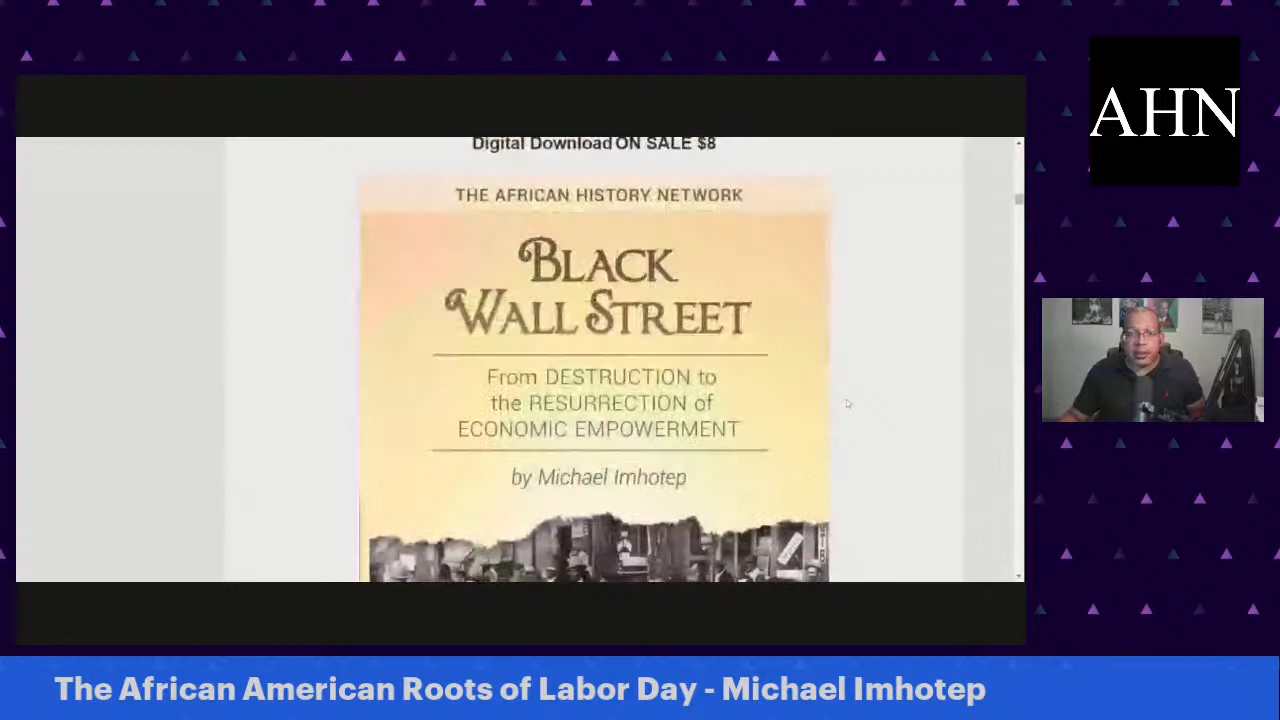 Digital Download ON SALE $8
THE AFRICAN HISTORY NETWORK
BLACK
WALL STREET
From DESTRUCTION to
the RESURRECTION of
ECONOMIC EMPOWERMENT
by Michael Imhotep
AHN
The African American Roots of Labor Day - Michael Imhotep